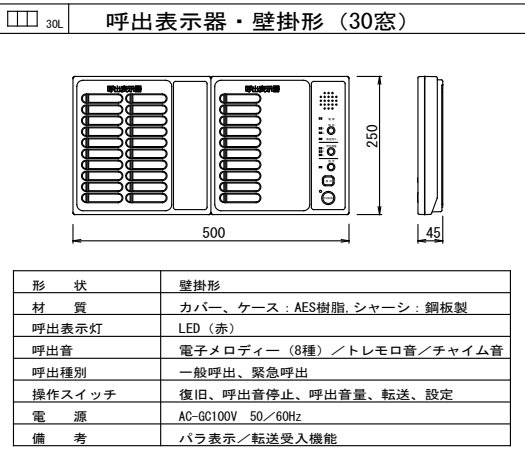 30L 呼出表示器・壁掛形（30窓）
呼出表示器 呼出表示器
250
500
45
形　状 壁掛形
材　質 カバー、ケース：AES樹脂,シャーシ：鋼板製
呼出表示灯 LED（赤）
呼出音 電子メロディー（8種）／トレモロ音／チャイム音
呼出種別 一般呼出、緊急呼出
操作スイッチ 復旧、呼出音停止、呼出音量、転送、設定
電　源 AC-GC100V 50／60Hz
備　考 パラ表示／転送受入機能